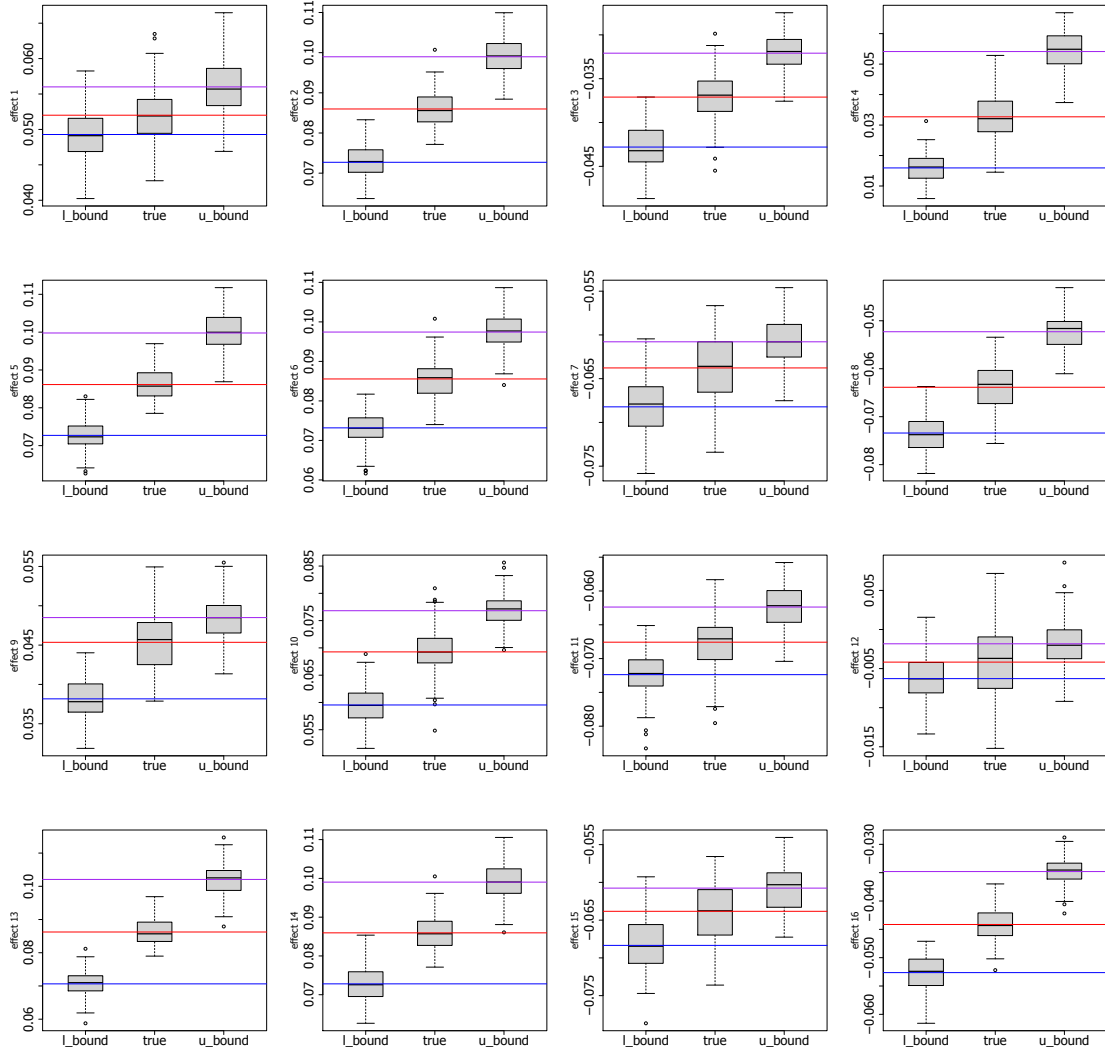 effect 1
0.040 0.050 0.060
l_bound true u_bound
effect 2
0.07 0.08 0.09 0.10
l_bound true u_bound
effect 3
−0.045 −0.035
l_bound true u_bound
effect 4
0.01 0.03 0.05
l_bound true u_bound
effect 5
0.07 0.08 0.09 0.10 0.11
l_bound true u_bound
effect 6
0.06 0.07 0.08 0.09 0.10 0.11
l_bound true u_bound
effect 7
−0.075 −0.065 −0.055
l_bound true u_bound
effect 8
−0.08 −0.07 −0.06 −0.05
l_bound true u_bound
effect 9
0.035 0.045 0.055
l_bound true u_bound
effect 10
0.055 0.065 0.075 0.085
l_bound true u_bound
effect 11
−0.080 −0.070 −0.060
l_bound true u_bound
effect 12
−0.015 −0.005 0.005
l_bound true u_bound
effect 13
0.06 0.08 0.10
l_bound true u_bound
effect 14
0.07 0.08 0.09 0.10 0.11
l_bound true u_bound
effect 15
−0.075 −0.065 −0.055
l_bound true u_bound
effect 16
−0.060 −0.050 −0.040 −0.030
l_bound true u_bound